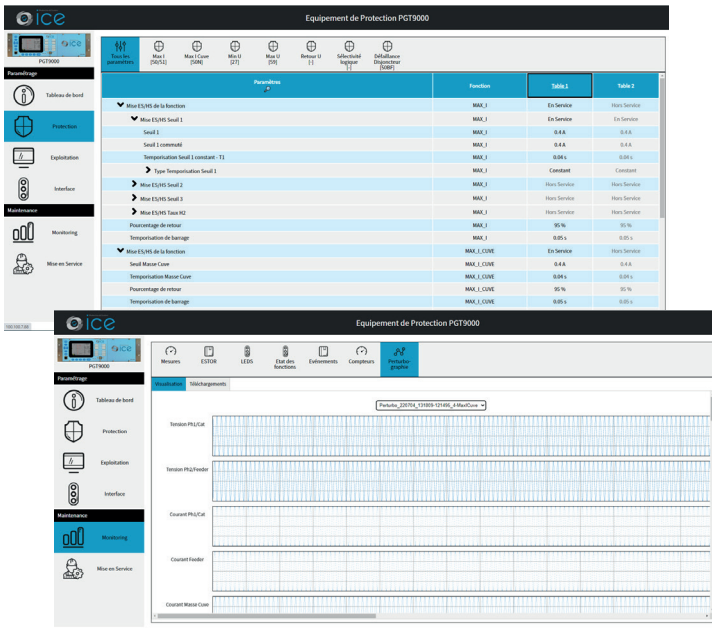 ice
Equipement de Protection PGT9000
PGT9000
Paramétrage
Tableau de bord
Protection
Exploitation
Interface
Maintenance
Monitoring
Mise en Service
Tous les paramètres
Max I [50/51]
Max I Cuve [50N]
Min U [27]
Max U [59]
Retour U [-]
Sélectivité logique [-]
Défaillance Disjoncteur [50BF]
Paramètres Fonction Table 1 Table 2
Mise ES/HS de la fonction MAX_I En Service Hors Service
Mise ES/HS Seuil 1 MAX_I En Service En Service
Seuil 1 MAX_I 0.4 A 0.4 A
Seuil 1 commuté MAX_I 0.4 A 0.4 A
Temporisation Seuil 1 constant - T1 MAX_I 0.04 s 0.04 s
Type Temporisation Seuil 1 MAX_I Constant Constant
Mise ES/HS Seuil 2 MAX_I Hors Service Hors Service
Mise ES/HS Seuil 3 MAX_I Hors Service Hors Service
Mise ES/HS Taux H2 MAX_I Hors Service Hors Service
Pourcentage de retour MAX_I 95 % 95 %
Temporisation de barrage MAX_I 0.05 s 0.05 s
Mise ES/HS de la fonction MAX_I_CUVE En Service Hors Service
Seuil Masse Cuve MAX_I_CUVE 0.4 A 0.4 A
Temporisation Masse Cuve MAX_I_CUVE 0.04 s 0.04 s
Pourcentage de retour MAX_I_CUVE 95 % 95 %
Temporisation de barrage MAX_I_CUVE 0.05 s 0.05 s
ice
Equipement de Protection PGT9000
PGT9000
Paramétrage
Tableau de bord
Protection
Exploitation
Interface
Maintenance
Monitoring
Mise en Service
Mesures
ESTOR
LEDS
Etat des fonctions
Evénements
Compteurs
Perturbo-graphie
Visualisation Téléchargements
Tension Ph1/Cat
Tension Ph2/Feeder
Courant Ph1/Cat
Courant Feeder
Courant Masse Cuve